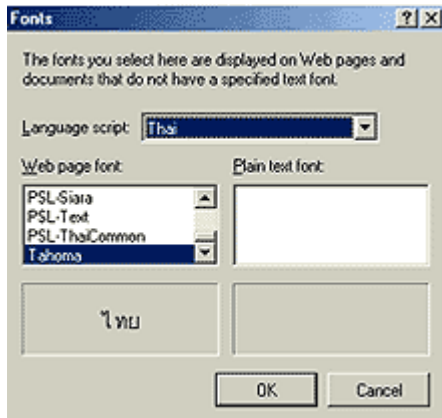 Fonts
The fonts you select here are displayed on Web pages and
documents that do not have a specified text font.
Language script: Thai
Web page font:
Plain text font:
PSL-Siara
PSL-Text
PSL-ThaiCommon
Tahoma
ไทย
OK
Cancel